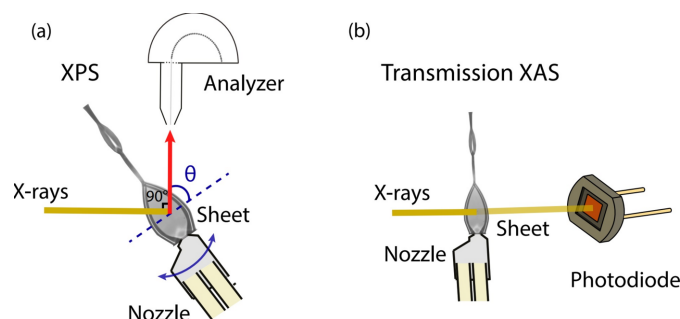 (a)
XPS
Analyzer
X-rays
90°
θ
Sheet
Nozzle
(b)
Transmission XAS
X-rays
Sheet
Nozzle
Photodiode